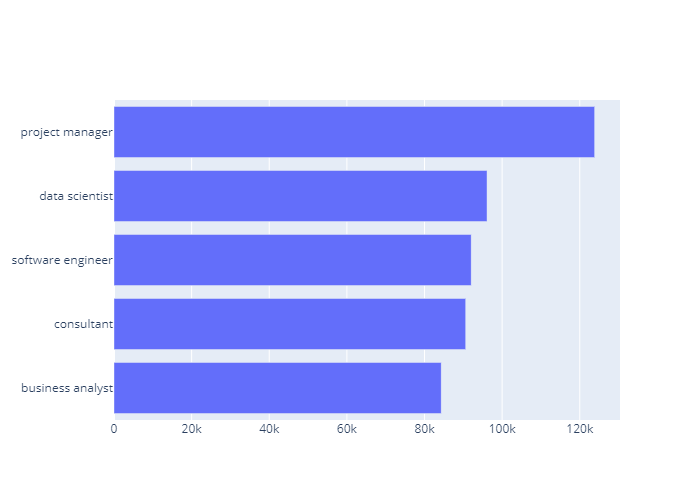 project manager
data scientist
software engineer
consultant
business analyst
0 20k 40k 60k 80k 100k 120k